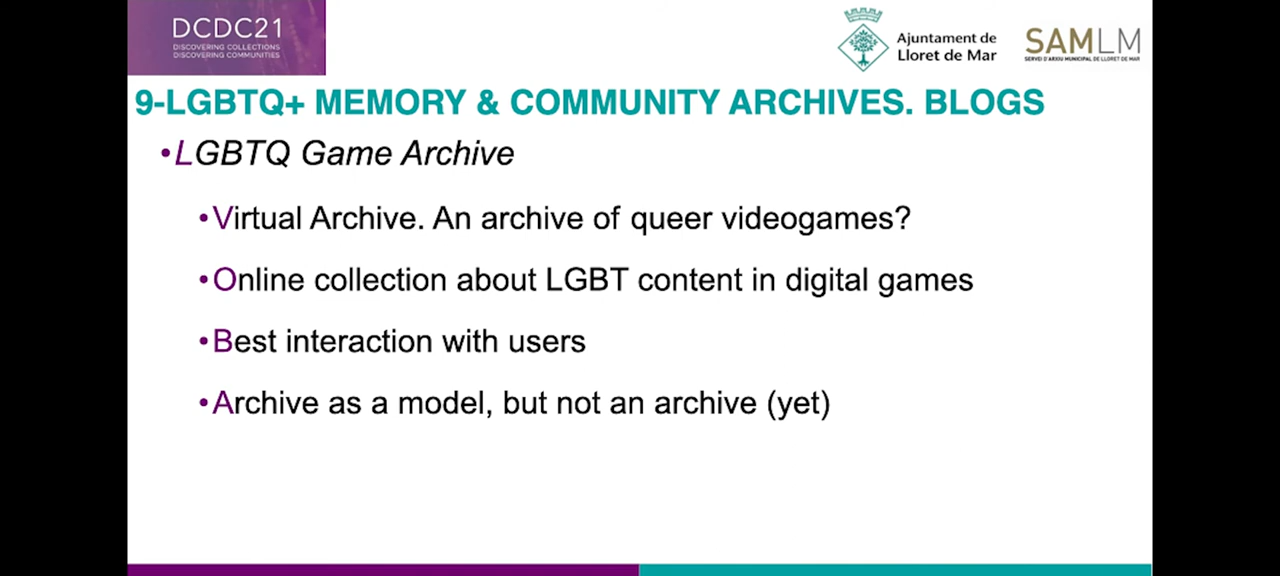 DCDC21
DISCOVERING COLLECTIONS
DISCOVERING COMMUNITIES
Ajuntament de
Lloret de Mar
SAMLM
SERVEI D'ARXIU MUNICIPAL DE LLORET DE MAR
9-LGBTQ+ MEMORY & COMMUNITY ARCHIVES. BLOGS
•LGBTQ Game Archive
•Virtual Archive. An archive of queer videogames?
•Online collection about LGBT content in digital games
•Best interaction with users
•Archive as a model, but not an archive (yet)